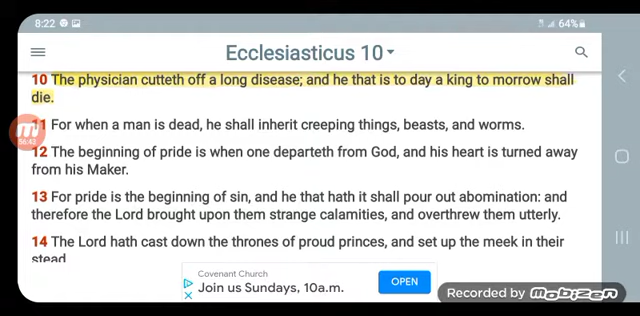 8:22
64%
Ecclesiasticus 10
10 The physician cutteth off a long disease; and he that is to day a king to morrow shall
die.
11 For when a man is dead, he shall inherit creeping things, beasts, and worms.
56:42
12 The beginning of pride is when one departeth from God, and his heart is turned away
from his Maker.
13 For pride is the beginning of sin, and he that hath it shall pour out abomination: and
therefore the Lord brought upon them strange calamities, and overthrew them utterly.
14 The Lord hath cast down the thrones of proud princes, and set up the meek in their
stead
Covenant Church
Join us Sundays, 10a.m.
OPEN
Recorded by Mobizen